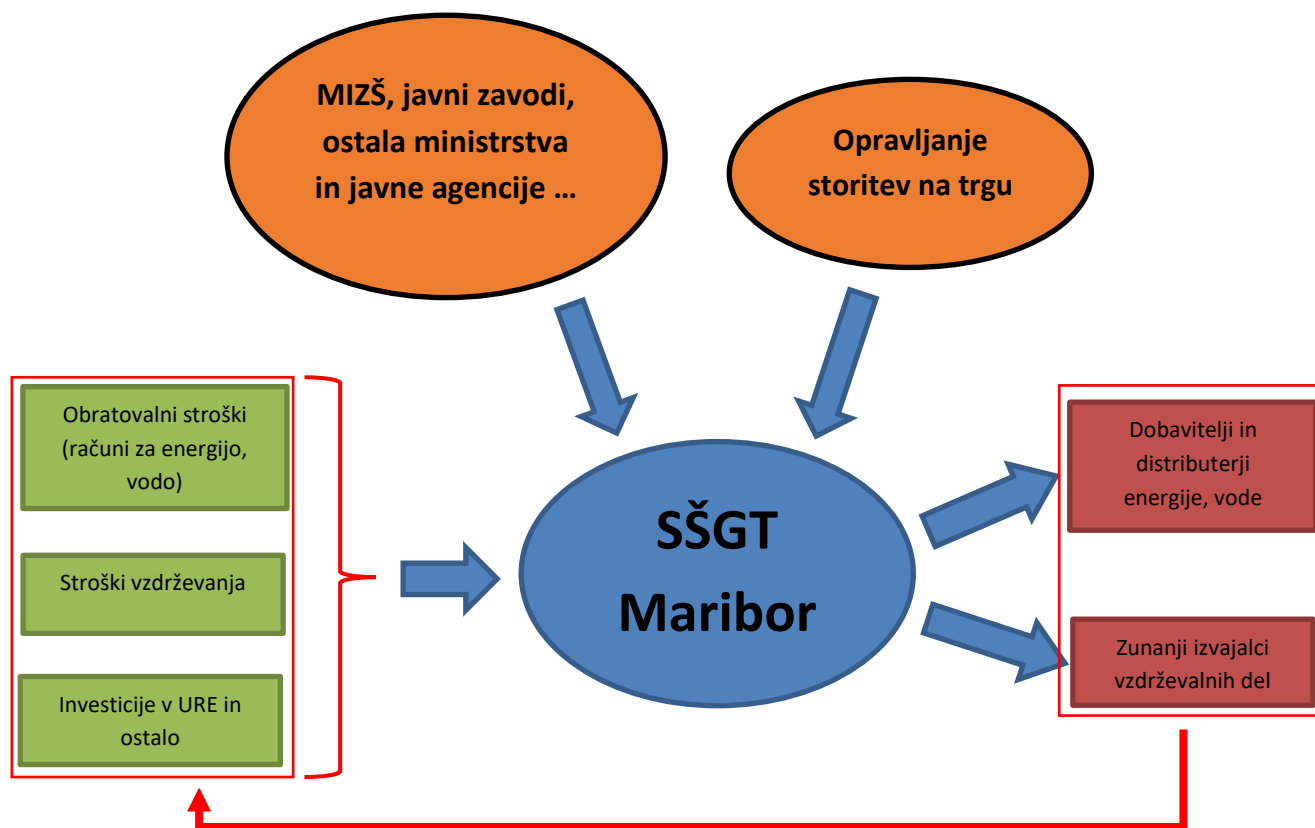 MIZŠ, javni zavodi,
ostala ministrstva
in javne agencije …
Opravljanje
storitev na trgu
Obratovalni stroški
(računi za energijo,
vodo)
Stroški vzdrževanja
Investicije v URE in
ostalo
SŠGT
Maribor
Dobavitelji in
distributerji
energije, vode
Zunanji izvajalci
vzdrževalnih del